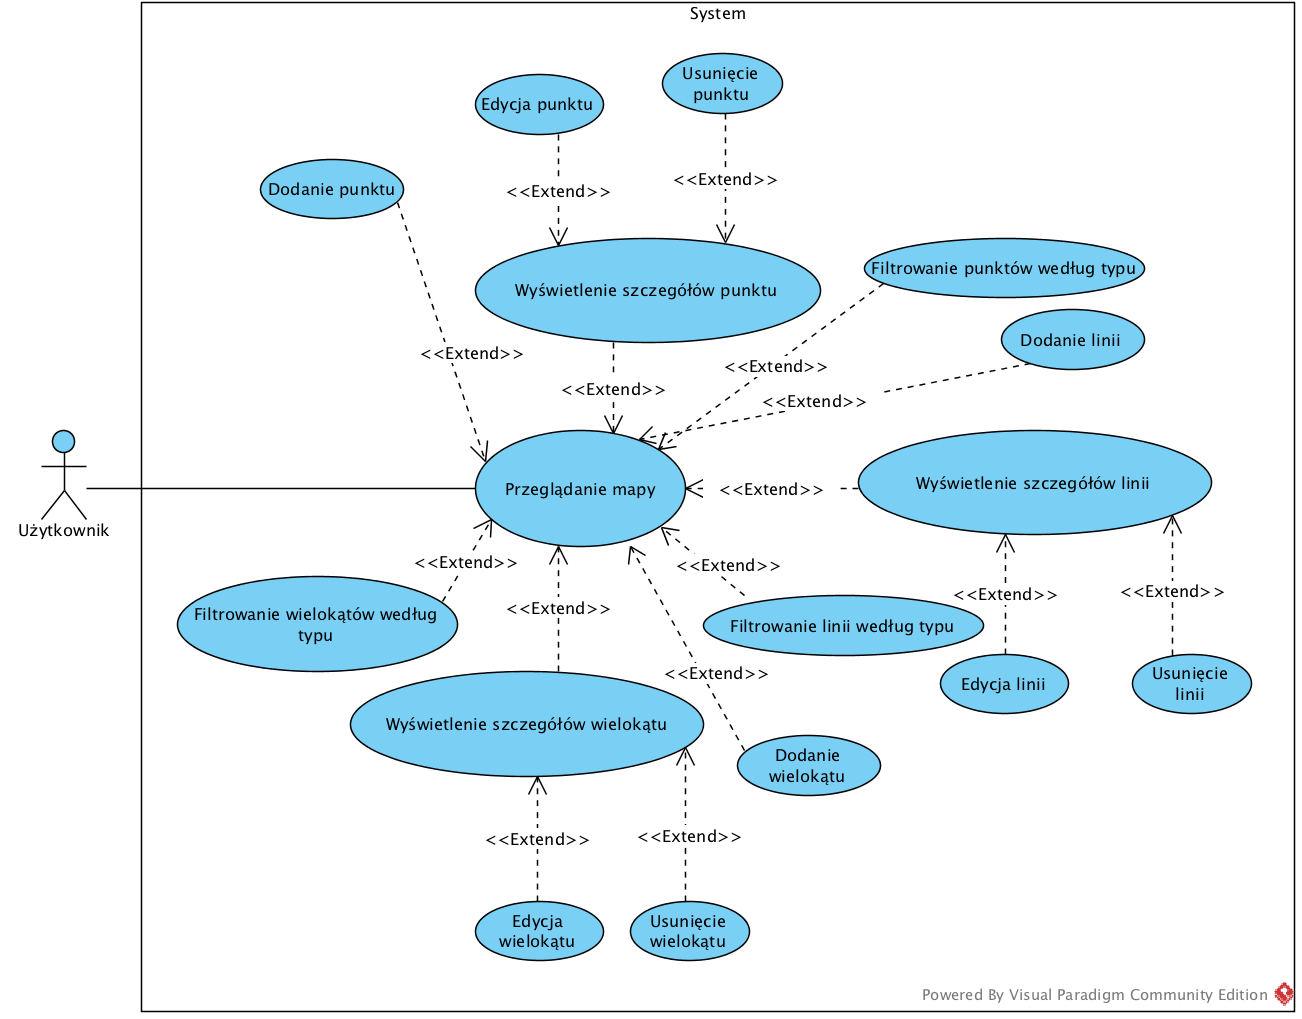 System
Usunięcie
punktu
Edycja punktu
<<Extend>>
<<Extend>>
Dodanie punktu
Filtrowanie punktów według typu
Wyświetlenie szczegółów punktu
Dodanie linii
<<Extend>>
<<Extend>>
<<Extend>>
<<Extend>>
Wyświetlenie szczegółów linii
Przeglądanie mapy
<<Extend>>
Użytkownik
<<Extend>>
<<Extend>>
<<Extend>>
<<Extend>>
<<Extend>>
Filtrowanie wielokątów według
typu
Filtrowanie linii według typu
<<Extend>>
Edycja linii
Usunięcie
linii
Wyświetlenie szczegółów wielokątu
Dodanie
wielokątu
<<Extend>>
<<Extend>>
Edycja
wielokątu
Usunięcie
wielokątu
Powered By Visual Paradigm Community Edition